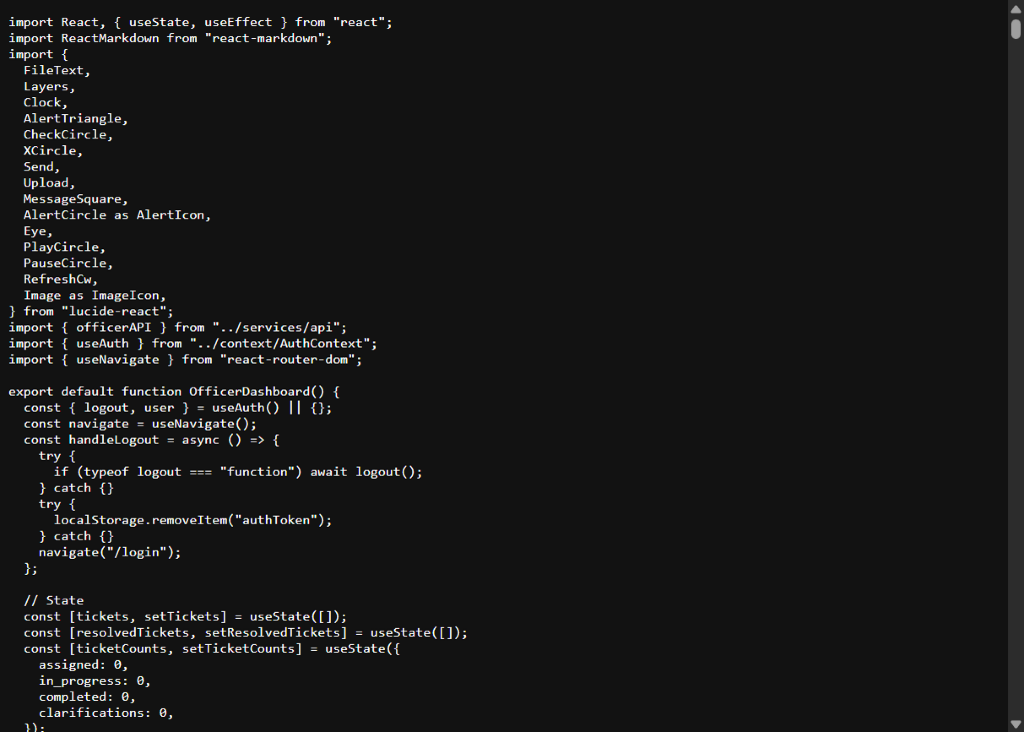 import React, { useState, useEffect } from "react";
import ReactMarkdown from "react-markdown";
import {
  FileText,
  Layers,
  Clock,
  AlertTriangle,
  CheckCircle,
  XCircle,
  Send,
  Upload,
  MessageSquare,
  AlertCircle as AlertIcon,
  Eye,
  PlayCircle,
  PauseCircle,
  RefreshCw,
  Image as ImageIcon,
} from "lucide-react";
import { officerAPI } from "../services/api";
import { useAuth } from "../context/AuthContext";
import { useNavigate } from "react-router-dom";

export default function OfficerDashboard() {
  const { logout, user } = useAuth() || {};
  const navigate = useNavigate();
  const handleLogout = async () => {
    try {
      if (typeof logout === "function") await logout();
    } catch {}
    try {
      localStorage.removeItem("authToken");
    } catch {}
    navigate("/login");
  };

  // State
  const [tickets, setTickets] = useState([]);
  const [resolvedTickets, setResolvedTickets] = useState([]);
  const [ticketCounts, setTicketCounts] = useState({
    assigned: 0,
    in_progress: 0,
    completed: 0,
    clarifications: 0,
  });